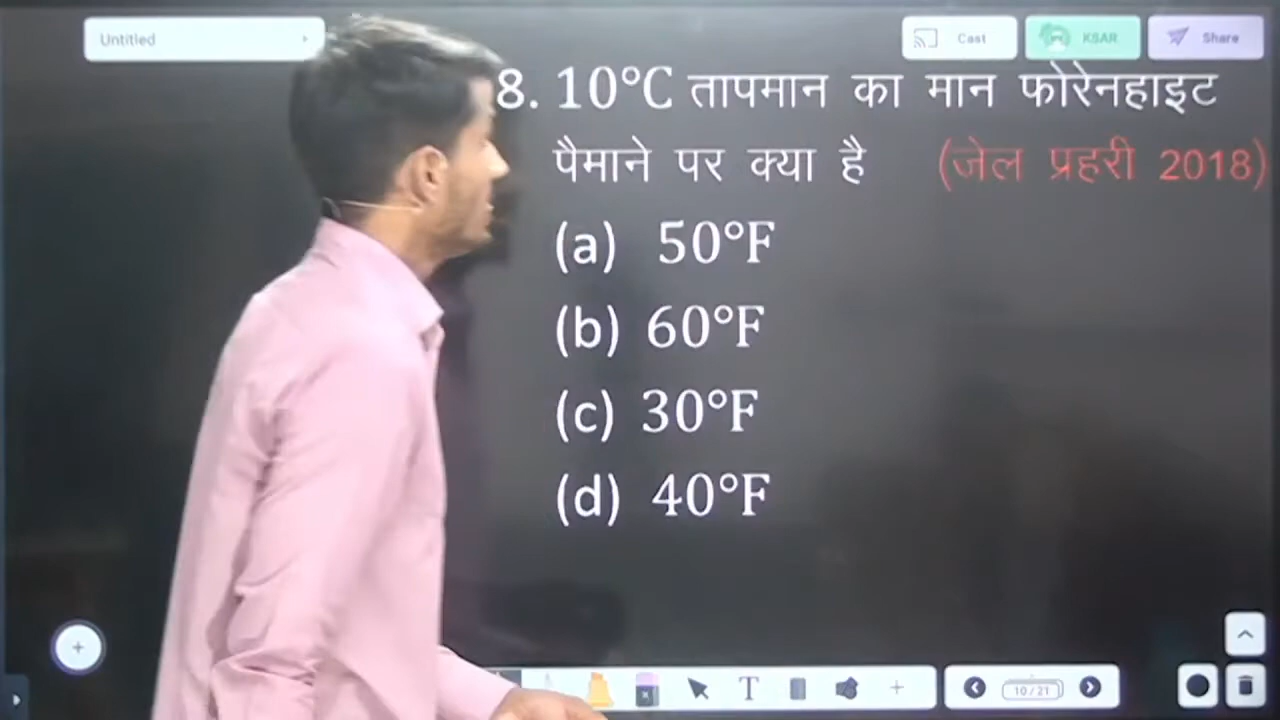 Untitled
Cast
KSAR
Share
8. 10°C तापमान का मान फोरेनहाइट
पैमाने पर क्या है (जेल प्रहरी 2018)
(a) 50°F
(b) 60°F
(c) 30°F
(d) 40°F
T
10/21